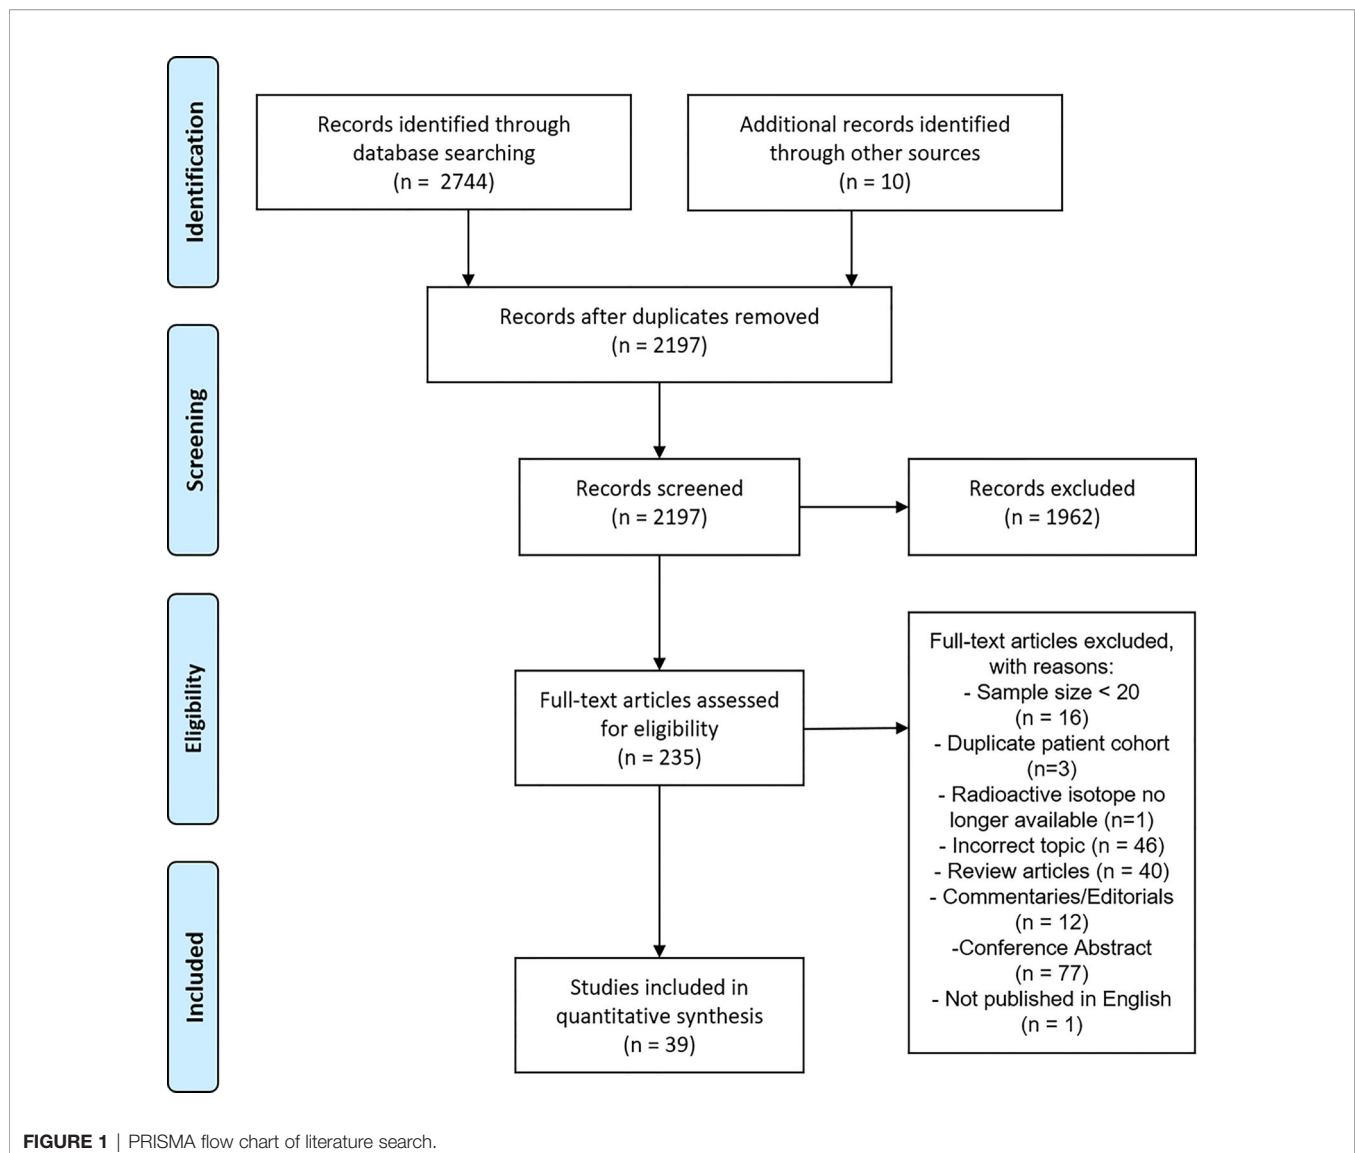 Identification
Records identified through
database searching
(n =  2744)
Additional records identified
through other sources
(n = 10)
Records after duplicates removed
(n = 2197)
Screening
Records screened
(n = 2197)
Records excluded
(n = 1962)
Eligibility
Full-text articles assessed
for eligibility
(n = 235)
Full-text articles excluded,
with reasons:
- Sample size < 20
(n = 16)
- Duplicate patient cohort
(n=3)
- Radioactive isotope no
longer available (n=1)
- Incorrect topic (n = 46)
- Review articles (n = 40)
- Commentaries/Editorials
(n = 12)
-Conference Abstract
(n = 77)
- Not published in English
(n = 1)
Included
Studies included in
quantitative synthesis
(n = 39)
FIGURE 1 | PRISMA flow chart of literature search.